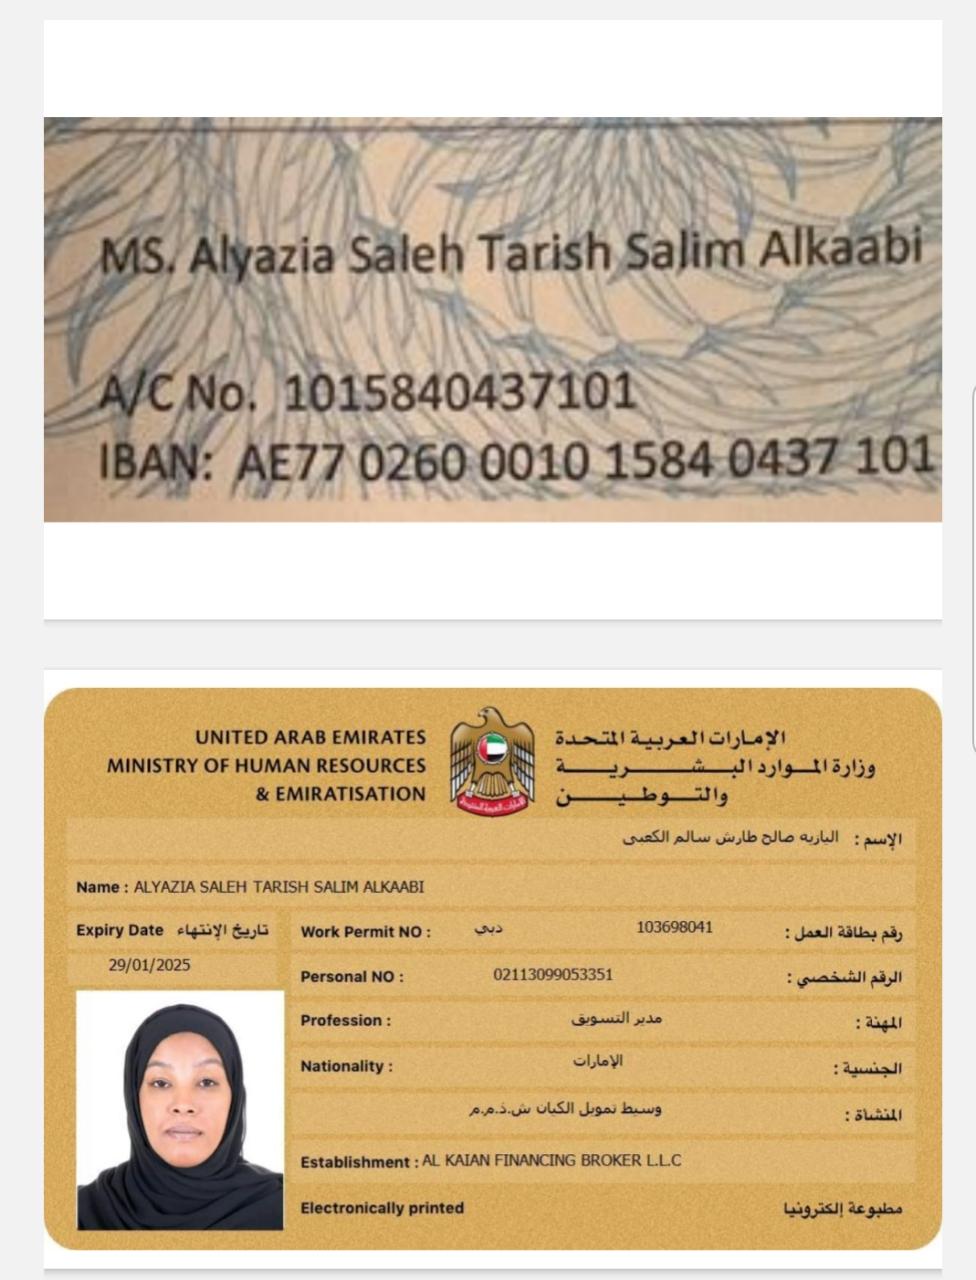 MS. Alyazia Saleh Tarish Salim Alkaabi
A/C No. 1015840437101
IBAN: AE77 0260 0010 1584 0437 101
UNITED ARAB EMIRATES
MINISTRY OF HUMAN RESOURCES
& EMIRATISATION
الإمارات العربية المتحدة
وزارة الموارد البشرية
والتوطين
الإسم : اليازيه صالح طارش سالم الكعبى
Name : ALYAZIA SALEH TARISH SALIM ALKAABI
Expiry Date تاريخ الإنتهاء
29/01/2025
Work Permit NO : دبي 103698041 رقم بطاقة العمل :
Personal NO : 02113099053351 الرقم الشخصي :
Profession : مدير التسويق المهنة :
Nationality : الإمارات الجنسية :
وسيط تمويل الكيان ش.ذ.م.م المنشأة :
Establishment : AL KAIAN FINANCING BROKER L.L.C
Electronically printed مطبوعة إلكترونيا